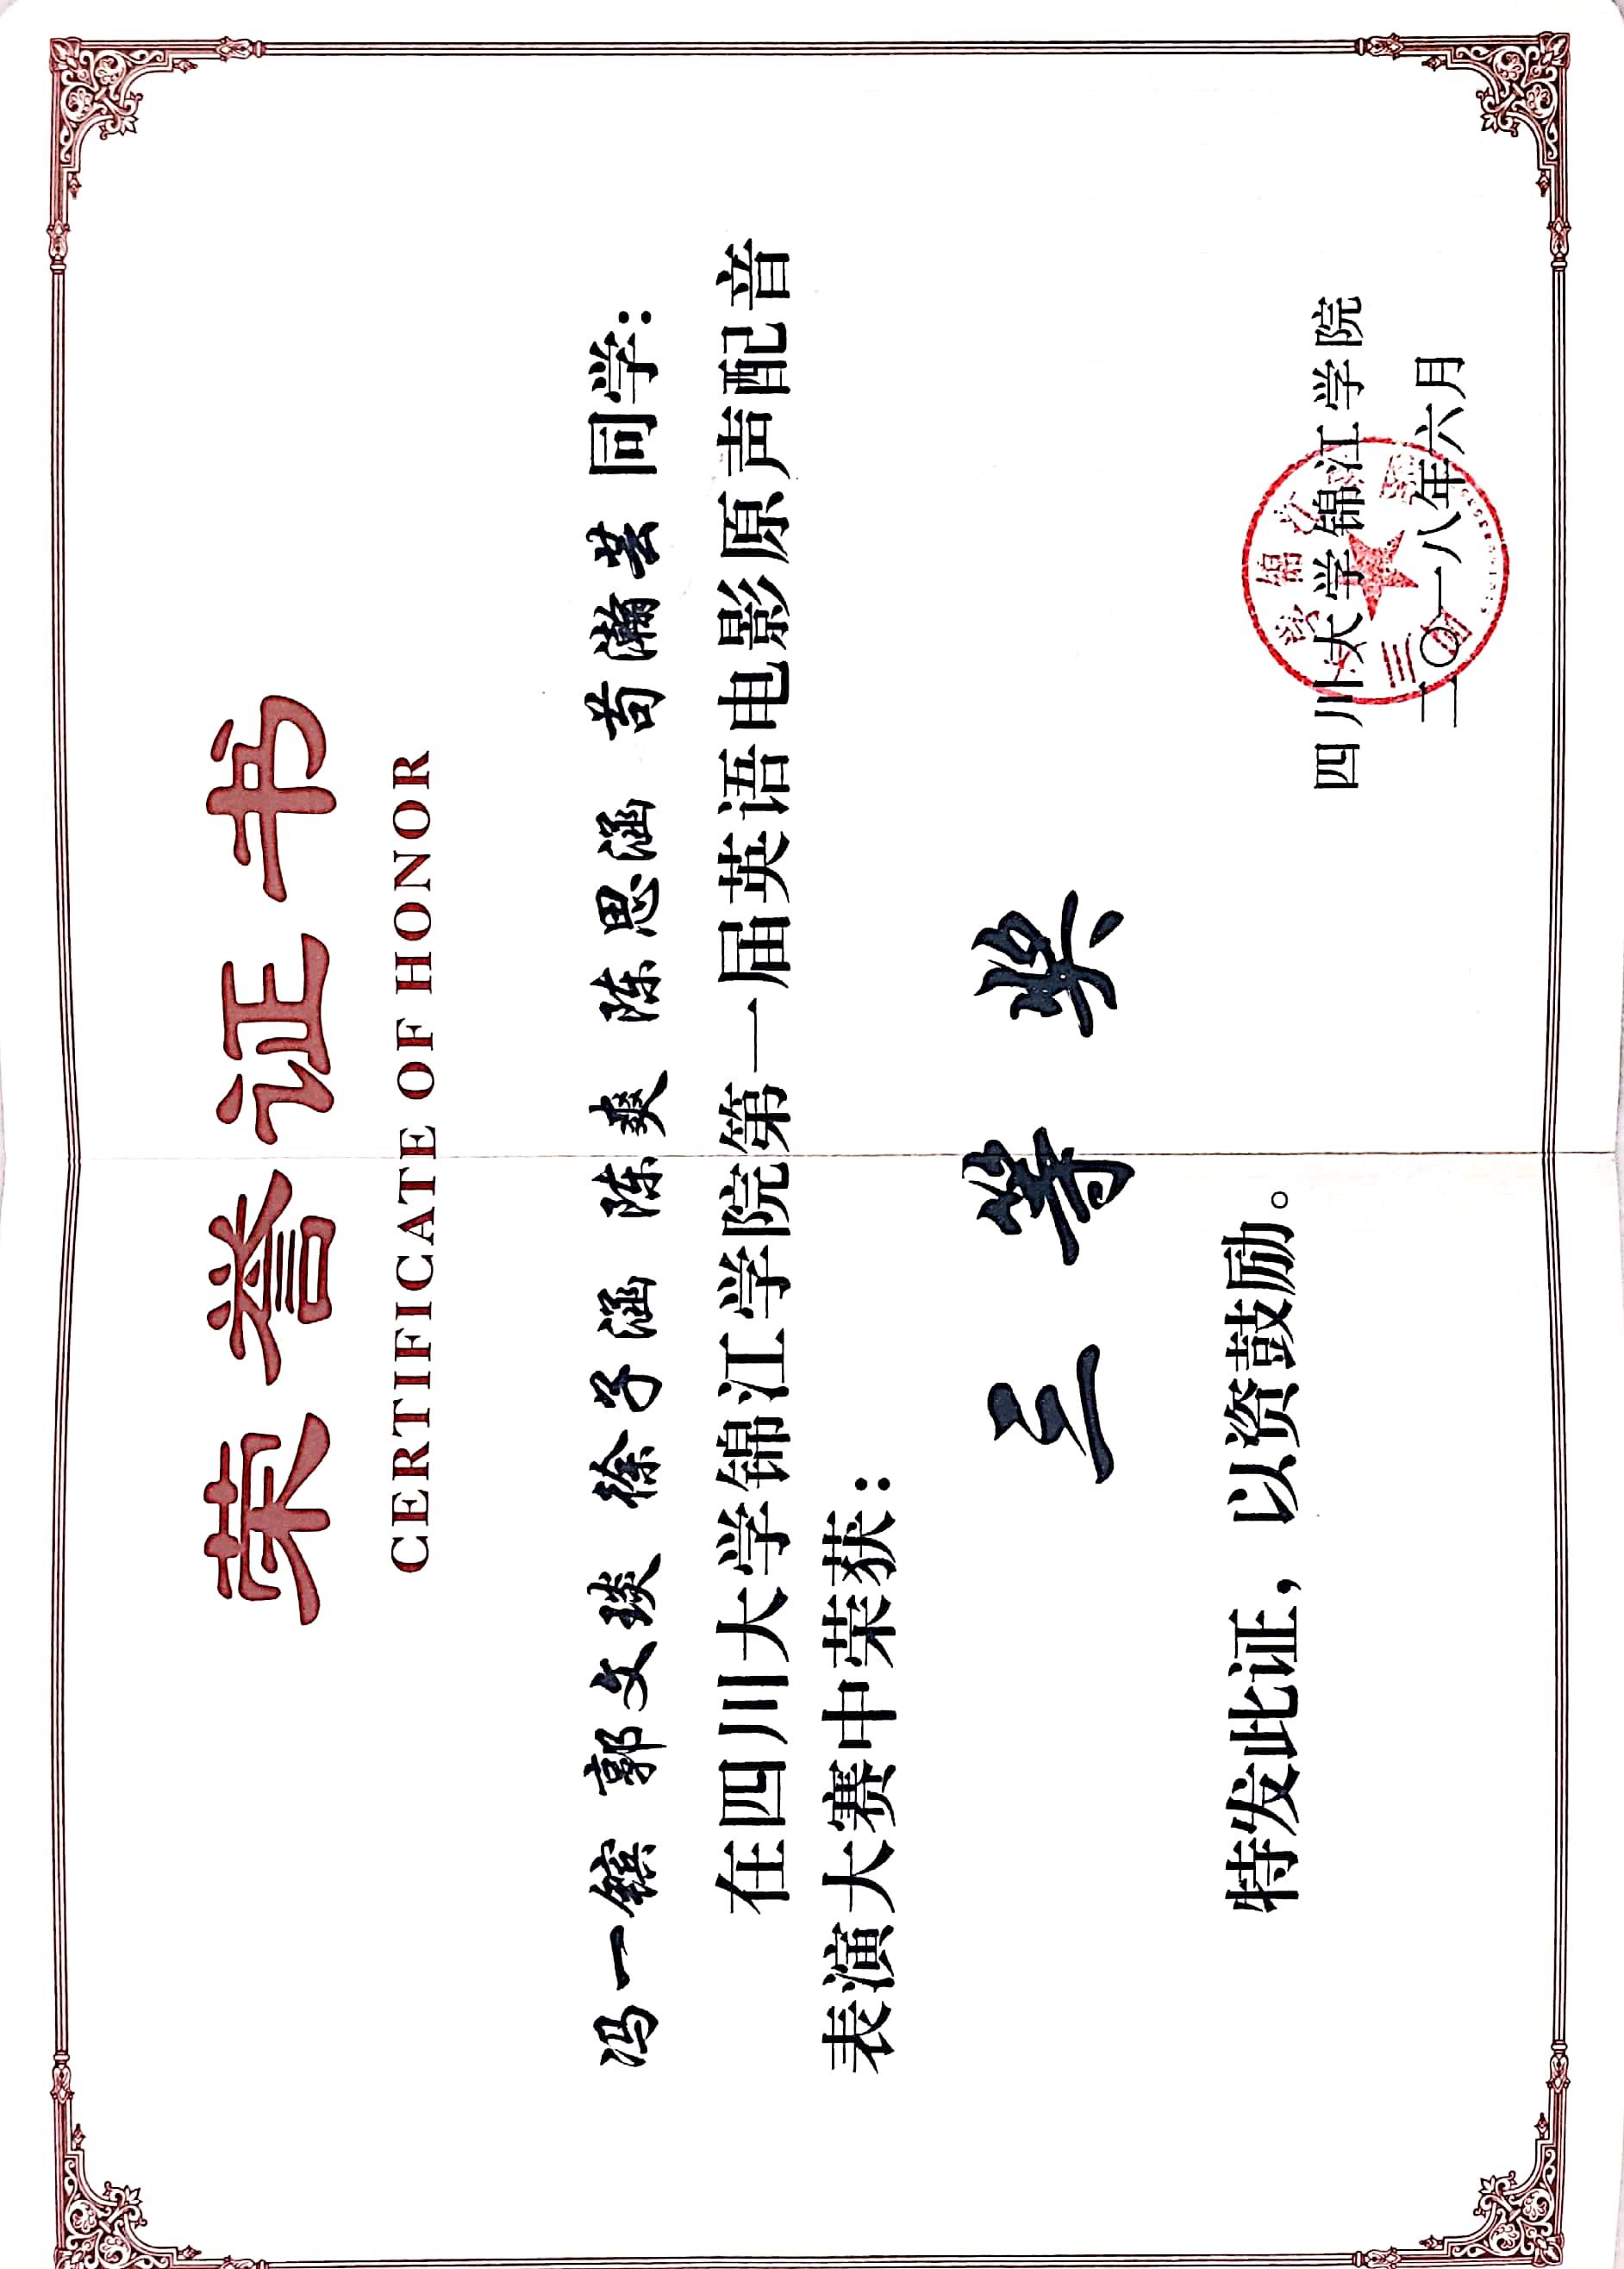 荣誉证书
CERTIFICATE OF HONOR
冯一镔 郭文瑛 徐子涵 陈爽 陈思涵 苟瀚芸 同学：
在四川大学锦江学院第一届英语电影原声配音
表演大赛中荣获：
三等奖
特发此证，以资鼓励。
四川大学锦江学院
二〇一八年六月